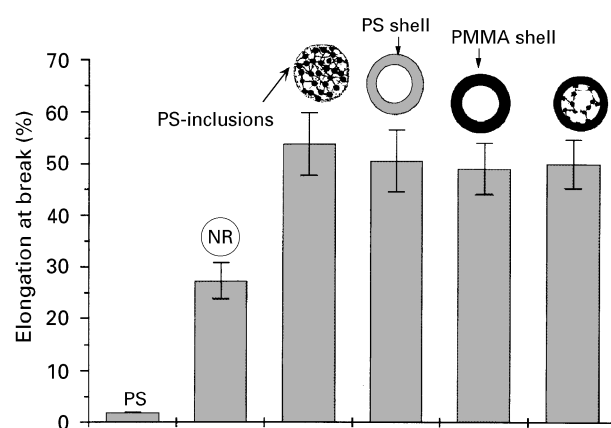 PS shell
PMMA shell
PS-inclusions
NR
PS
Elongation at break (%)
70
60
50
40
30
20
10
0